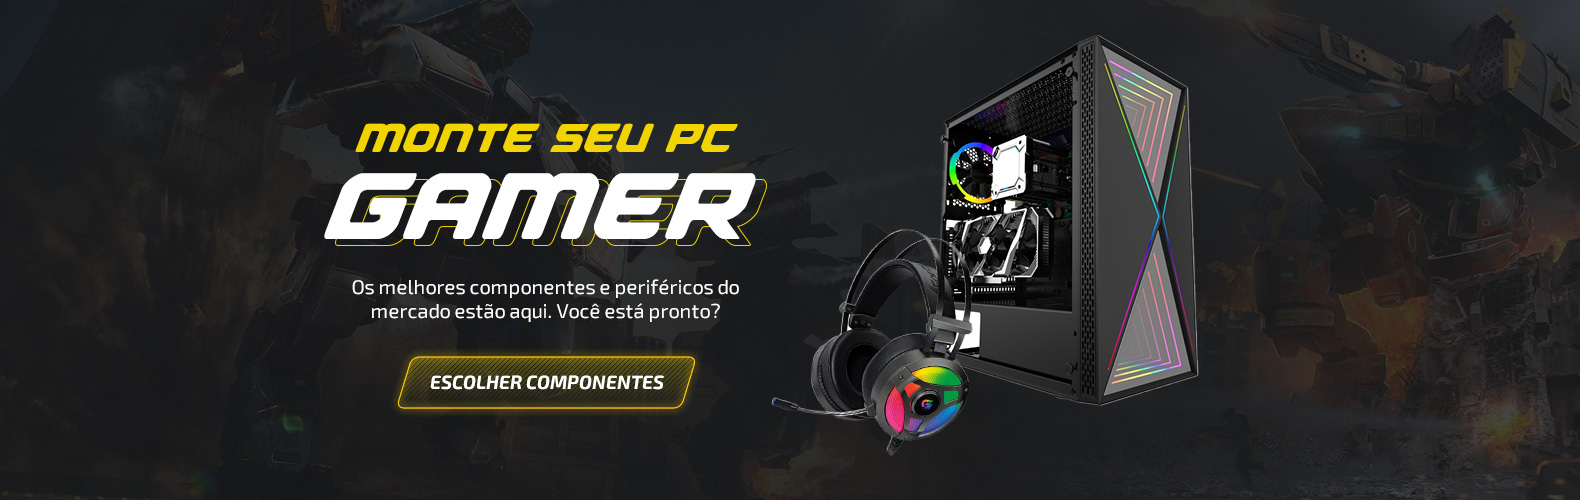 MONTE SEU PC
GAMER
Os melhores componentes e periféricos do
mercado estão aqui. Você está pronto?
ESCOLHER COMPONENTES